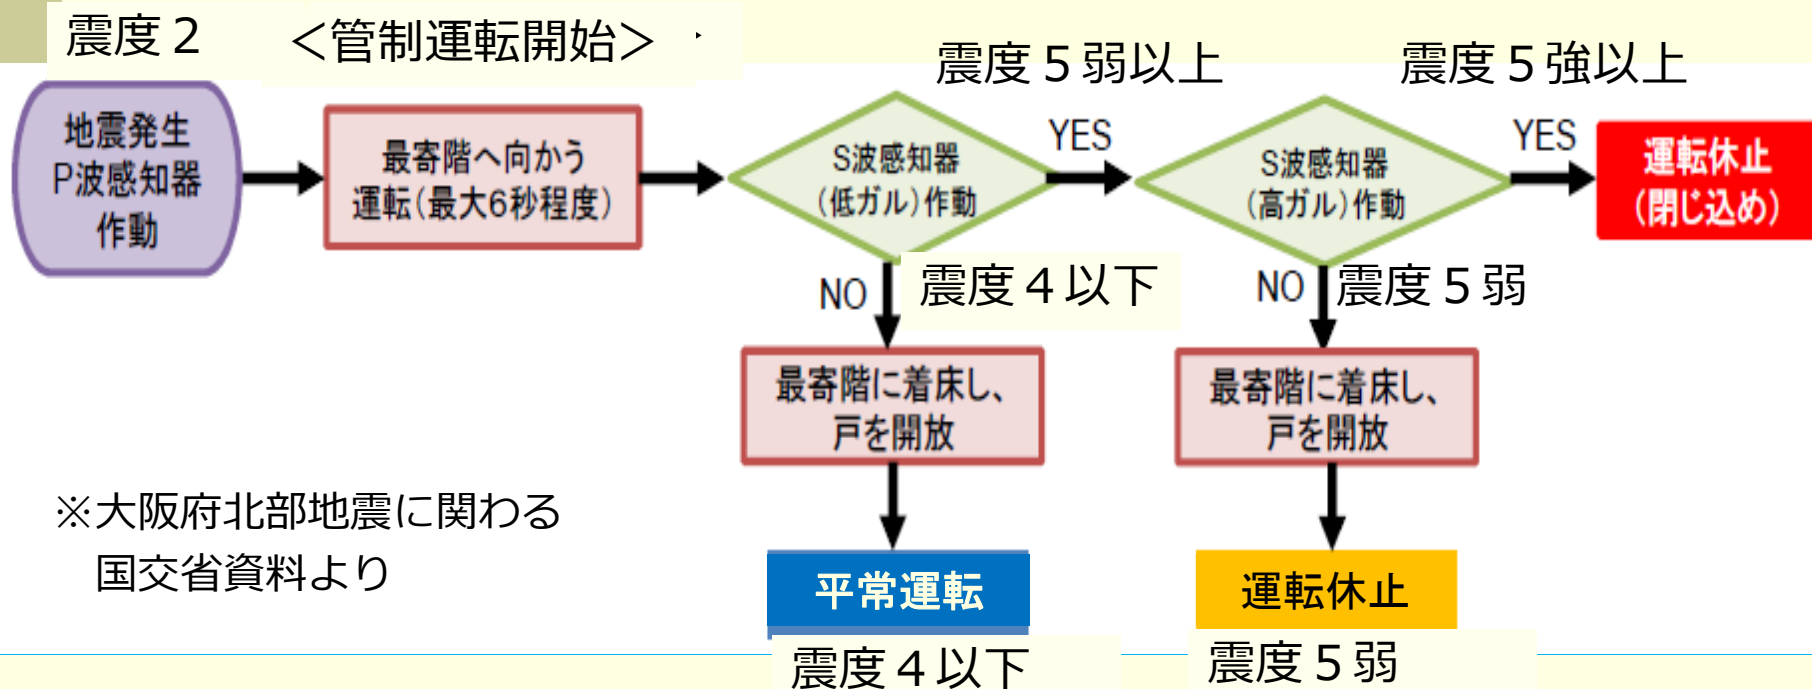 震度２
＜管制運転開始＞
震度５弱以上
震度５強以上
地震発生
P波感知器
作動
最寄階へ向かう
運転(最大6秒程度)
S波感知器
(低ガル)作動
YES
S波感知器
(高ガル)作動
YES
運転休止
(閉じ込め)
NO
震度４以下
NO
震度５弱
最寄階に着床し、
戸を開放
最寄階に着床し、
戸を開放
※大阪府北部地震に関わる
国交省資料より
平常運転
運転休止
震度４以下
震度５弱